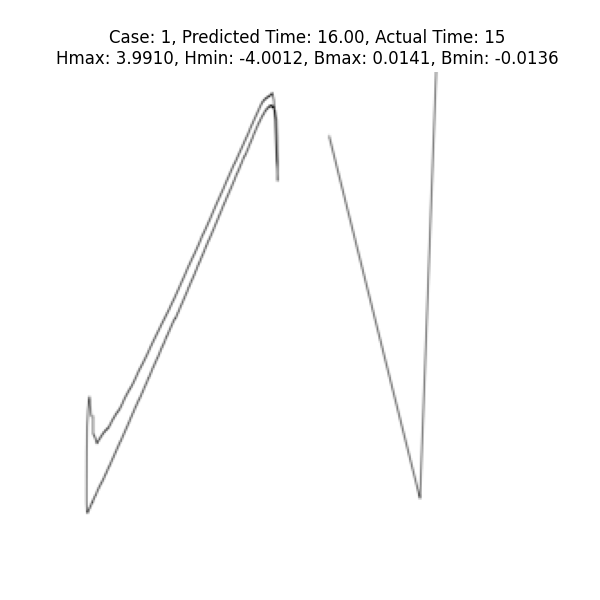 Case: 1, Predicted Time: 16.00, Actual Time: 15
Hmax: 3.9910, Hmin: -4.0012, Bmax: 0.0141, Bmin: -0.0136